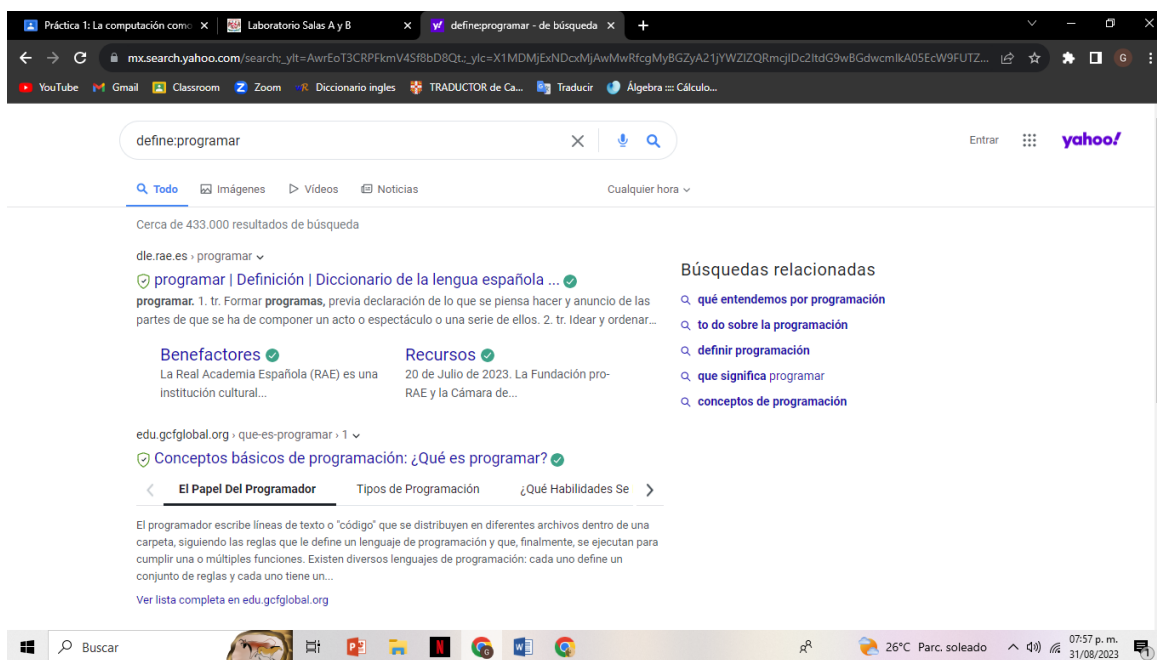 Práctica 1: La computación como
Laboratorio Salas A y B
define:programar - de búsqueda
mx.search.yahoo.com/search;_ylt=AwrEoT3CRPFkmV4Sf8bD8Qt.;_ylc=X1MDMjExNDcxMjAwMwRfcgMyBGZyA21jYWZlZQRmcjIDc2ItdG9wBGdwcmlkA05EcW9FUTZ...
G
YouTube
Gmail
Classroom
Zoom
Diccionario ingles
TRADUCTOR de Ca...
Traducir
Álgebra :::: Cálculo...
define:programar
Entrar
yahoo!
Todo
Imágenes
Vídeos
Noticias
Cualquier hora
Cerca de 433.000 resultados de búsqueda
dle.rae.es › programar
programar | Definición | Diccionario de la lengua española ...
programar. 1. tr. Formar programas, previa declaración de lo que se piensa hacer y anuncio de las
partes de que se ha de componer un acto o espectáculo o una serie de ellos. 2. tr. Idear y ordenar...
Benefactores
La Real Academia Española (RAE) es una
institución cultural...
Recursos
20 de Julio de 2023. La Fundación pro-
RAE y la Cámara de...
edu.gcfglobal.org › que-es-programar › 1
Conceptos básicos de programación: ¿Qué es programar?
El Papel Del Programador
Tipos de Programación
¿Qué Habilidades Se
El programador escribe líneas de texto o "código" que se distribuyen en diferentes archivos dentro de una
carpeta, siguiendo las reglas que le define un lenguaje de programación y que, finalmente, se ejecutan para
cumplir una o múltiples funciones. Existen diversos lenguajes de programación: cada uno define un
conjunto de reglas y cada uno tiene un...
Ver lista completa en edu.gcfglobal.org
Búsquedas relacionadas
qué entendemos por programación
to do sobre la programación
definir programación
que significa programar
conceptos de programación
Buscar
26°C Parc. soleado
07:57 p. m.
31/08/2023
1